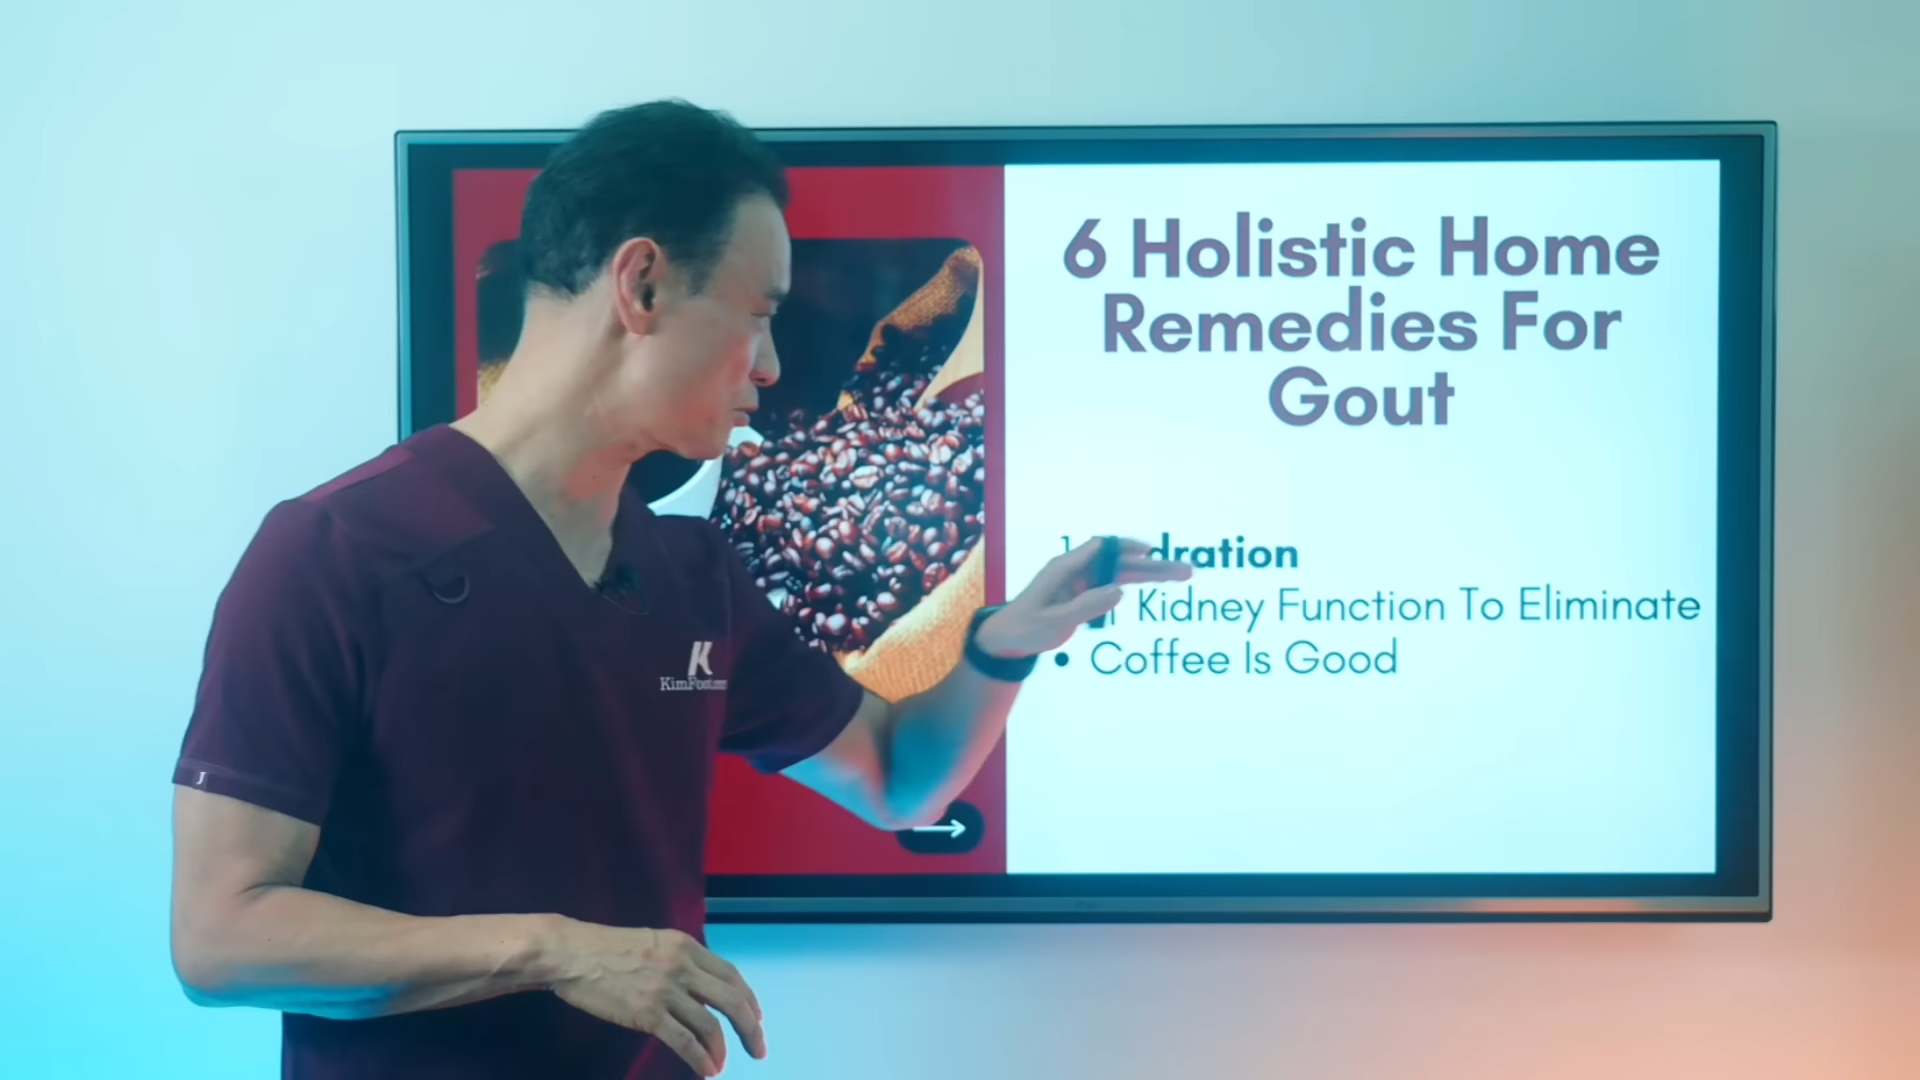 6 Holistic Home
Remedies For
Gout
dration
Kidney Function To Eliminate
• Coffee Is Good
K
J